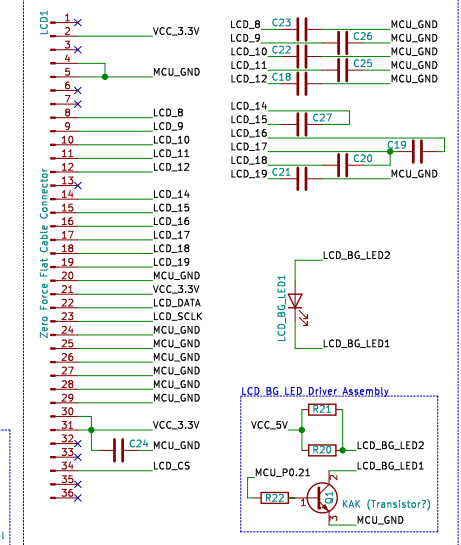 LCD1
Zero Force Flat Cable Connector
1
2 VCC_3.3V
3
4
5 MCU_GND
6
7
8 LCD_8
9 LCD_9
10 LCD_10
11 LCD_11
12 LCD_12
13
14 LCD_14
15 LCD_15
16 LCD_16
17 LCD_17
18 LCD_18
19 LCD_19
20 MCU_GND
21 VCC_3.3V
22 LCD_DATA
23 LCD_SCLK
24 MCU_GND
25 MCU_GND
26 MCU_GND
27 MCU_GND
28 MCU_GND
29 MCU_GND
30
31 VCC_3.3V
32 C24 MCU_GND
33
34 LCD_CS
35
36
LCD_8 C23 MCU_GND
LCD_9 C26 MCU_GND
LCD_10 C22 MCU_GND
LCD_11 C25 MCU_GND
LCD_12 C18 MCU_GND
LCD_14
LCD_15 C27
LCD_16
LCD_17 C19
LCD_18 C20
LCD_19 C21 MCU_GND
LCD_BG_LED2
LCD_BG_LED1
LCD_BG_LED1
LCD_BG_LED Driver Assembly
R21
VCC_5V
R20 LCD_BG_LED2
MCU_P0.21 LCD_BG_LED1
2
R22 1 Q1 KAK (Transistor?)
3
MCU_GND